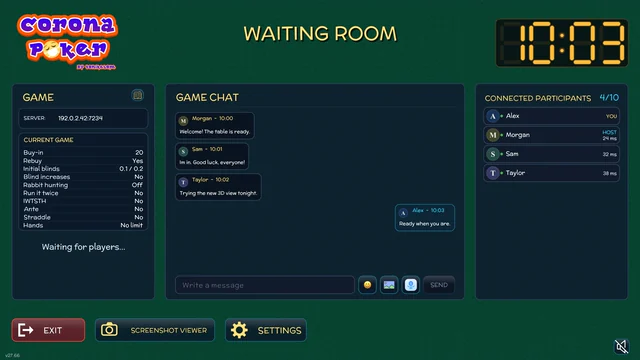 corona
poker
WAITING ROOM
10:03
GAME
SERVER: 192.0.2.42:7234
CURRENT GAME
Buy-in 20
Rebuy Yes
Initial blinds 0.1 / 0.2
Blind increases No
Rabbit hunting Off
Run it twice No
IWTSTH No
Ante No
Straddle No
Hands No limit
Waiting for players...
GAME CHAT
M Morgan - 10:00
Welcome! The table is ready.
S Sam - 10:01
Im in. Good luck, everyone!
T Taylor - 10:02
Trying the new 3D view tonight.
A Alex - 10:03
Ready when you are.
Write a message
SEND
CONNECTED PARTICIPANTS 4/10
A Alex YOU
M Morgan HOST
24 ms
S Sam 32 ms
T Taylor 38 ms
EXIT
SCREENSHOT VIEWER
SETTINGS